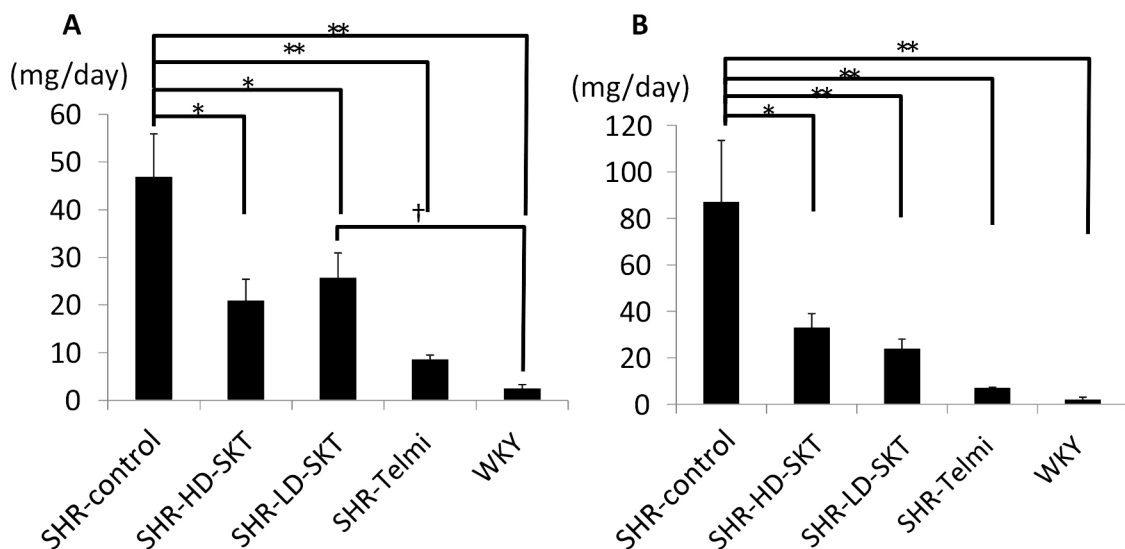 A
(mg/day)
**
**
*
*
†
60
50
40
30
20
10
0
SHR-control
SHR-HD-SKT
SHR-LD-SKT
SHR-Telmi
WKY
B
(mg/day)
**
**
**
*
120
100
80
60
40
20
0
SHR-control
SHR-HD-SKT
SHR-LD-SKT
SHR-Telmi
WKY